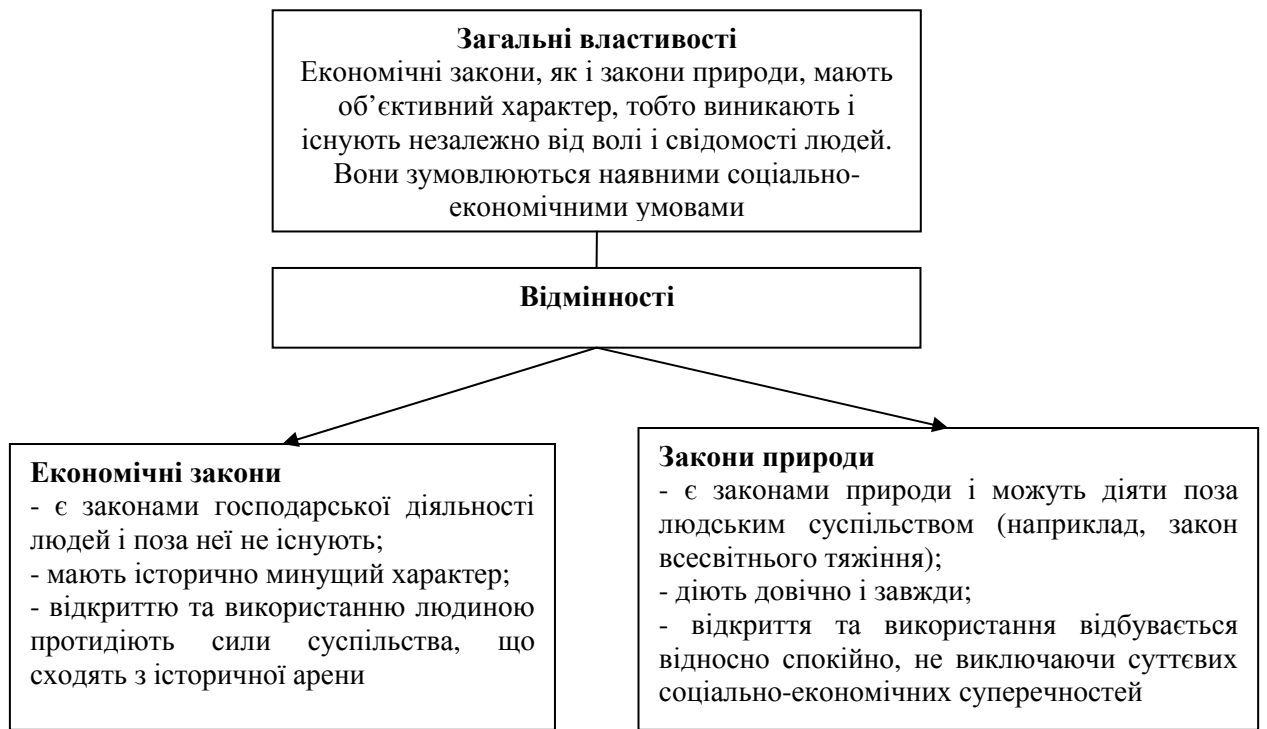 Загальні властивості
Економічні закони, як і закони природи, мають
об’єктивний характер, тобто виникають і
існують незалежно від волі і свідомості людей.
Вони зумовлюються наявними соціально-
економічними умовами
Відмінності
Економічні закони
- є законами господарської діяльності
людей і поза неї не існують;
- мають історично минущий характер;
- відкриттю та використанню людиною
протидіють сили суспільства, що
сходять з історичної арени
Закони природи
- є законами природи і можуть діяти поза
людським суспільством (наприклад, закон
всесвітнього тяжіння);
- діють довічно і завжди;
- відкриття та використання відбувається
відносно спокійно, не виключаючи суттєвих
соціально-економічних суперечностей